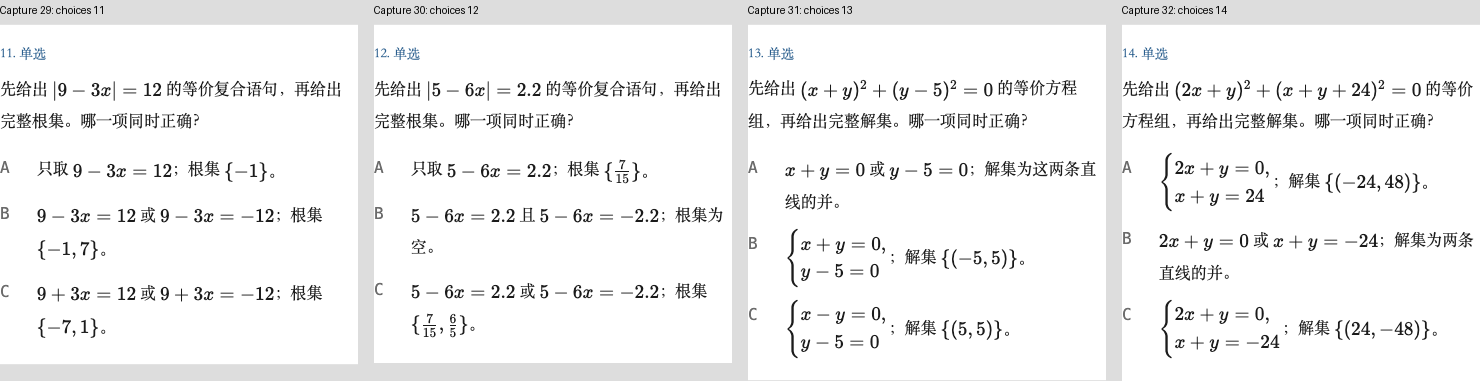 Capture 29: choices 11
11. 单选
先给出 |9 − 3x| = 12 的等价复合语句，再给出
完整根集。哪一项同时正确？
A 只取 9 − 3x = 12；根集 {−1}。
B 9 − 3x = 12 或 9 − 3x = −12；根集
{−1, 7}。
C 9 + 3x = 12 或 9 + 3x = −12；根集
{−7, 1}。
Capture 30: choices 12
12. 单选
先给出 |5 − 6x| = 2.2 的等价复合语句，再给出
完整根集。哪一项同时正确？
A 只取 5 − 6x = 2.2；根集 {7/15}。
B 5 − 6x = 2.2 且 5 − 6x = −2.2；根集为
空。
C 5 − 6x = 2.2 或 5 − 6x = −2.2；根集
{7/15, 6/5}。
Capture 31: choices 13
13. 单选
先给出 (x + y)² + (y − 5)² = 0 的等价方程
组，再给出完整解集。哪一项同时正确？
A x + y = 0 或 y − 5 = 0；解集为这两条直
线的并。
B { x + y = 0,
y − 5 = 0 ；解集 {(−5, 5)}。
C { x − y = 0,
y − 5 = 0 ；解集 {(5, 5)}。
Capture 32: choices 14
14. 单选
先给出 (2x + y)² + (x + y + 24)² = 0 的等价
方程组，再给出完整解集。哪一项同时正确？
A { 2x + y = 0,
x + y = 24 ；解集 {(−24, 48)}。
B 2x + y = 0 或 x + y = −24；解集为两条
直线的并。
C { 2x + y = 0,
x + y = −24 ；解集 {(24, −48)}。